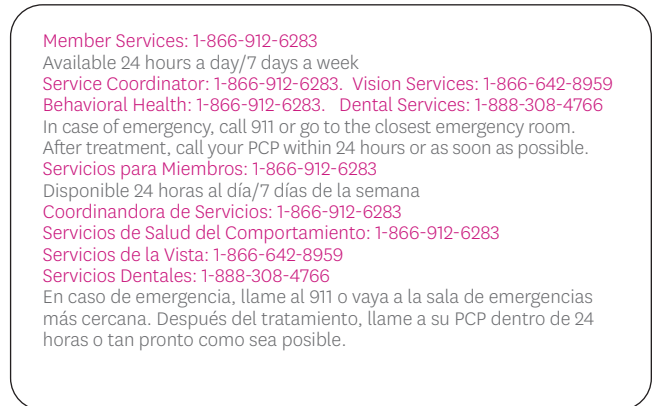 Member Services: 1-866-912-6283
Available 24 hours a day/7 days a week
Service Coordinator: 1-866-912-6283. Vision Services: 1-866-642-8959
Behavioral Health: 1-866-912-6283. Dental Services: 1-888-308-4766
In case of emergency, call 911 or go to the closest emergency room.
After treatment, call your PCP within 24 hours or as soon as possible.
Servicios para Miembros: 1-866-912-6283
Disponible 24 horas al día/7 días de la semana
Coordinandora de Servicios: 1-866-912-6283
Servicios de Salud del Comportamiento: 1-866-912-6283
Servicios de la Vista: 1-866-642-8959
Servicios Dentales: 1-888-308-4766
En caso de emergencia, llame al 911 o vaya a la sala de emergencias
más cercana. Después del tratamiento, llame a su PCP dentro de 24
horas o tan pronto como sea posible.